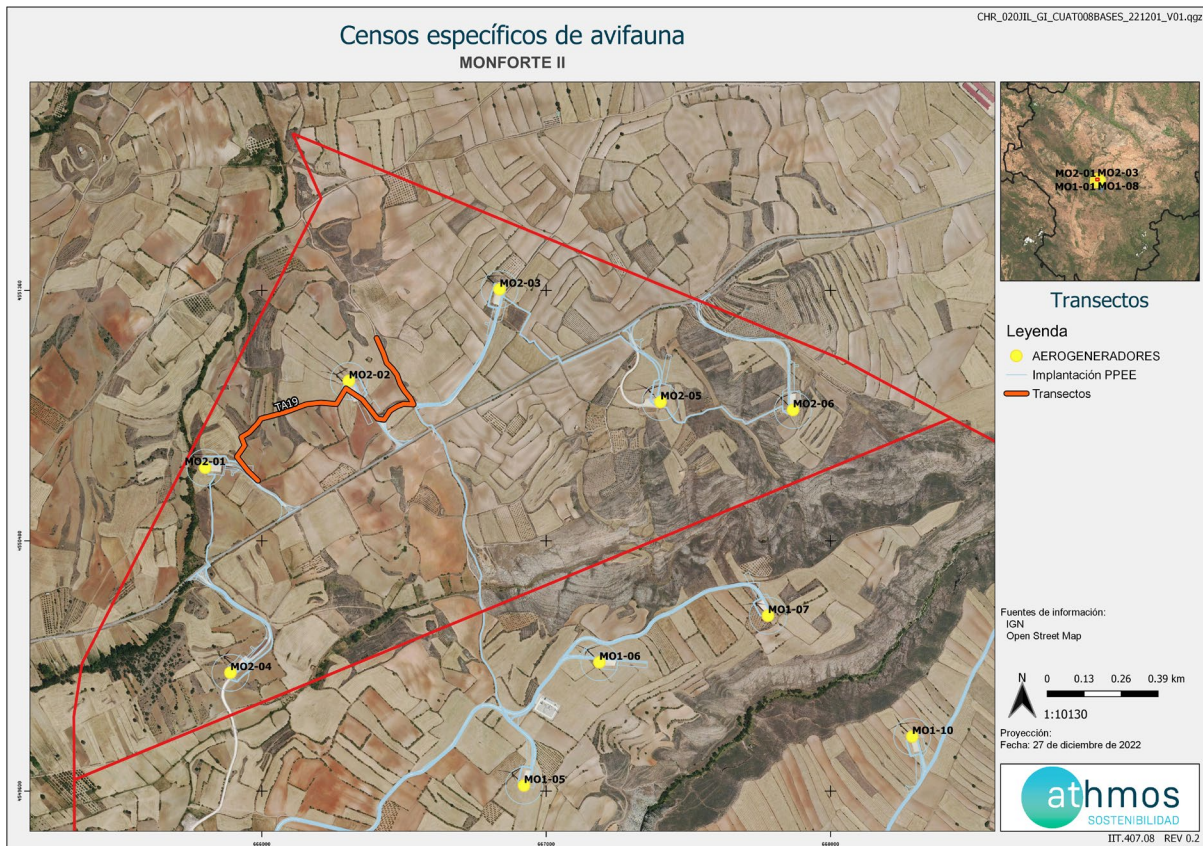 CHR_020JIL_GI_CUAT008BASES_221201_V01.qgz
Censos específicos de avifauna
MONFORTE II
MO2-03
MO2-02
TA19
MO2-05
MO2-06
MO2-01
MO1-07
MO1-06
MO2-04
MO1-10
MO1-05
MO2-01 MO2-03
MO1-01 MO1-08
Transectos
Leyenda
AEROGENERADORES
Implantación PPEE
Transectos
Fuentes de información:
IGN
Open Street Map
N
0 0.13 0.26 0.39 km
1:10130
Proyección:
Fecha: 27 de diciembre de 2022
athmos
SOSTENIBILIDAD
IIT.407.08 REV 0.2